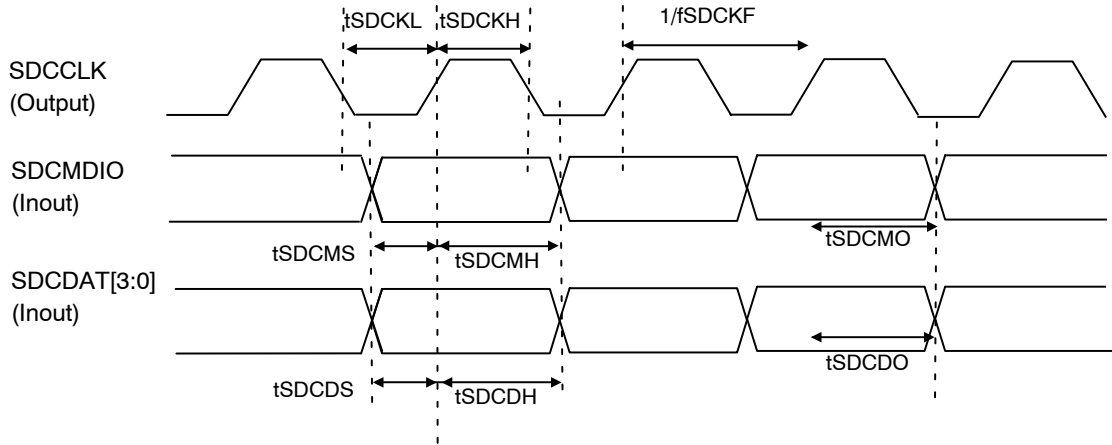 tSDCKL tSDCKH 1/fSDCKF
SDCCLK
(Output)
SDCMDIO
(Inout)
tSDCMO
tSDCMS tSDCMH
SDCDAT[3:0]
(Inout)
tSDCDO
tSDCDS tSDCDH